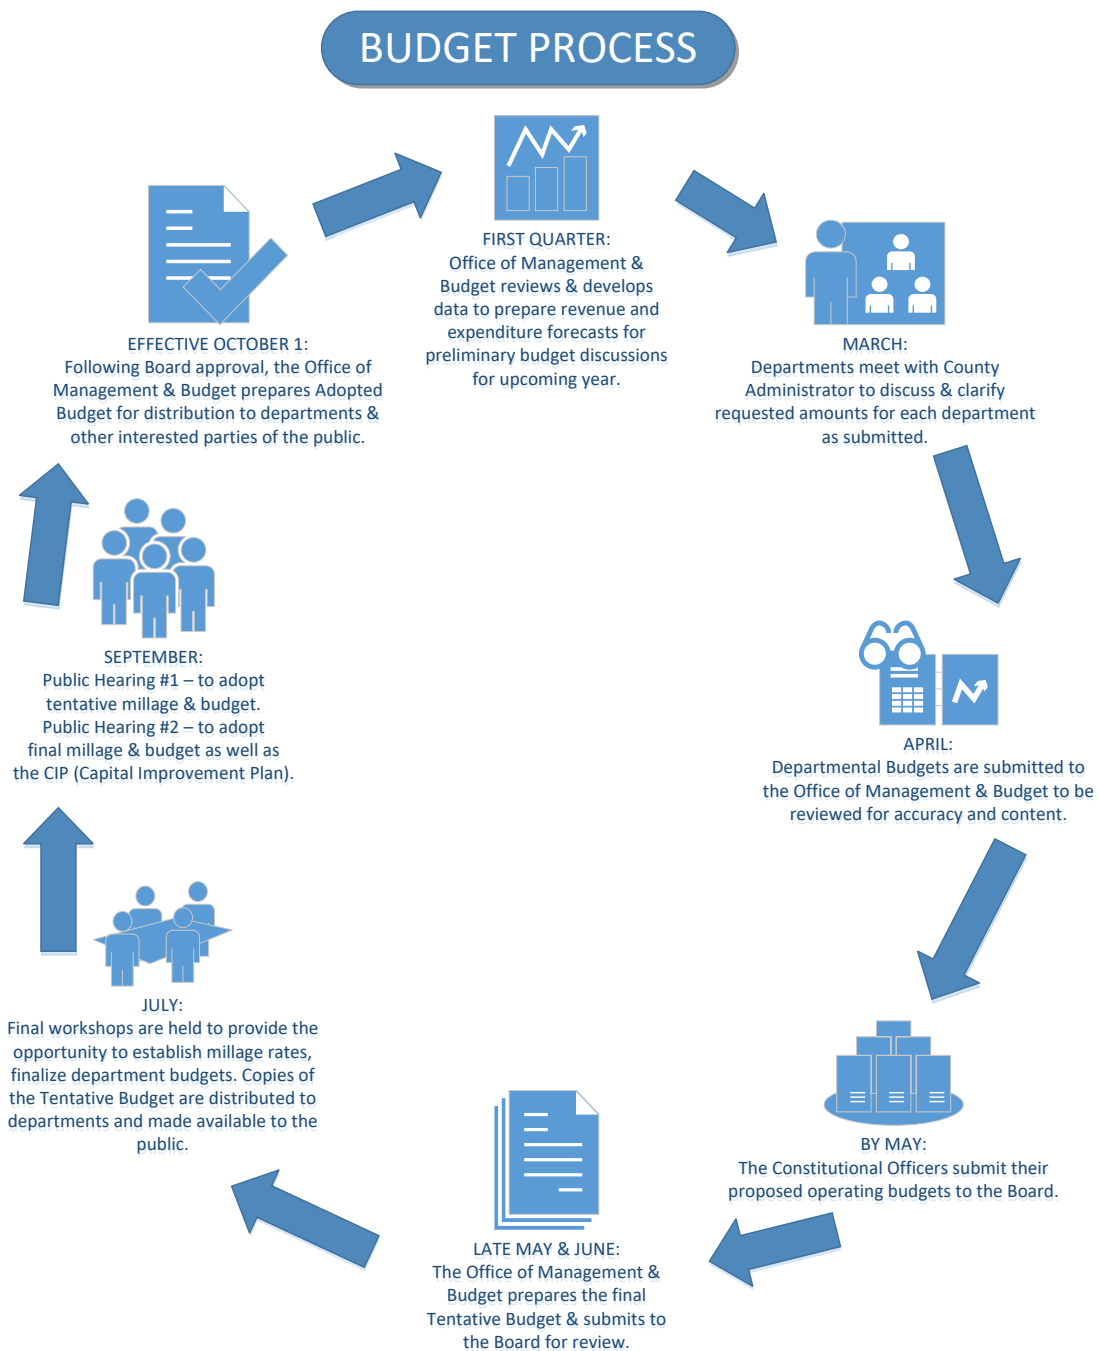 BUDGET PROCESS
FIRST QUARTER:
Office of Management &
Budget reviews & develops
data to prepare revenue and
expenditure forecasts for
preliminary budget discussions
for upcoming year.
MARCH:
Departments meet with County
Administrator to discuss & clarify
requested amounts for each department
as submitted.
APRIL:
Departmental Budgets are submitted to
the Office of Management & Budget to be
reviewed for accuracy and content.
BY MAY:
The Constitutional Officers submit their
proposed operating budgets to the Board.
LATE MAY & JUNE:
The Office of Management &
Budget prepares the final
Tentative Budget & submits to
the Board for review.
JULY:
Final workshops are held to provide the
opportunity to establish millage rates,
finalize department budgets. Copies of
the Tentative Budget are distributed to
departments and made available to the
public.
SEPTEMBER:
Public Hearing #1 – to adopt
tentative millage & budget.
Public Hearing #2 – to adopt
final millage & budget as well as
the CIP (Capital Improvement Plan).
EFFECTIVE OCTOBER 1:
Following Board approval, the Office of
Management & Budget prepares Adopted
Budget for distribution to departments &
other interested parties of the public.